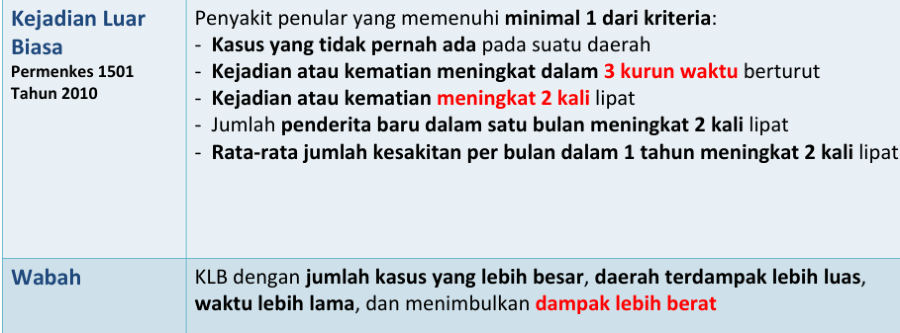 Kejadian Luar
Biasa
Permenkes 1501
Tahun 2010
Penyakit penular yang memenuhi minimal 1 dari kriteria:
- Kasus yang tidak pernah ada pada suatu daerah
- Kejadian atau kematian meningkat dalam 3 kurun waktu berturut
- Kejadian atau kematian meningkat 2 kali lipat
- Jumlah penderita baru dalam satu bulan meningkat 2 kali lipat
- Rata-rata jumlah kesakitan per bulan dalam 1 tahun meningkat 2 kali lipat
Wabah
KLB dengan jumlah kasus yang lebih besar, daerah terdampak lebih luas,
waktu lebih lama, dan menimbulkan dampak lebih berat